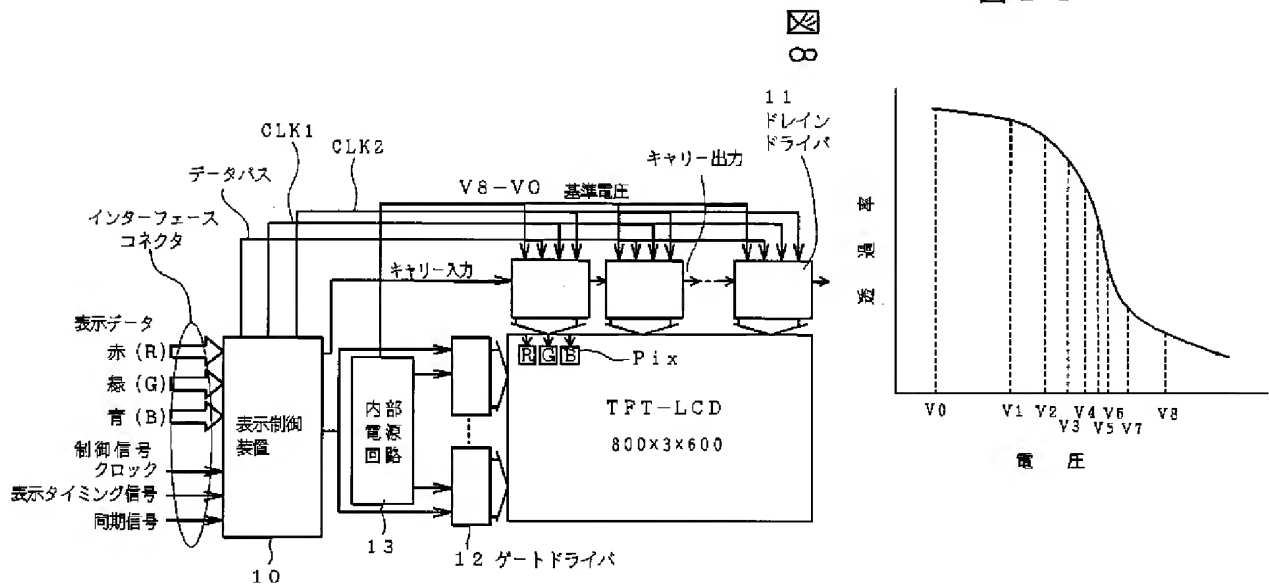 図
8
11
ドレイン
ドライバ
CLK1
CLK2
データバス
キャリー出力
V8-V0 基準電圧
インターフェース
コネクタ
キャリー入力
表示データ
赤(R)
緑(G)
青(B)
制御信号
クロック
表示タイミング信号
同期信号
表示制御
装置
10
内部
電源
回路
13
R G B
Pix
TFT-LCD
800×3×600
12 ゲートドライバ
透過率
V0 V1 V2 V3 V4 V5 V6 V7 V8
電圧